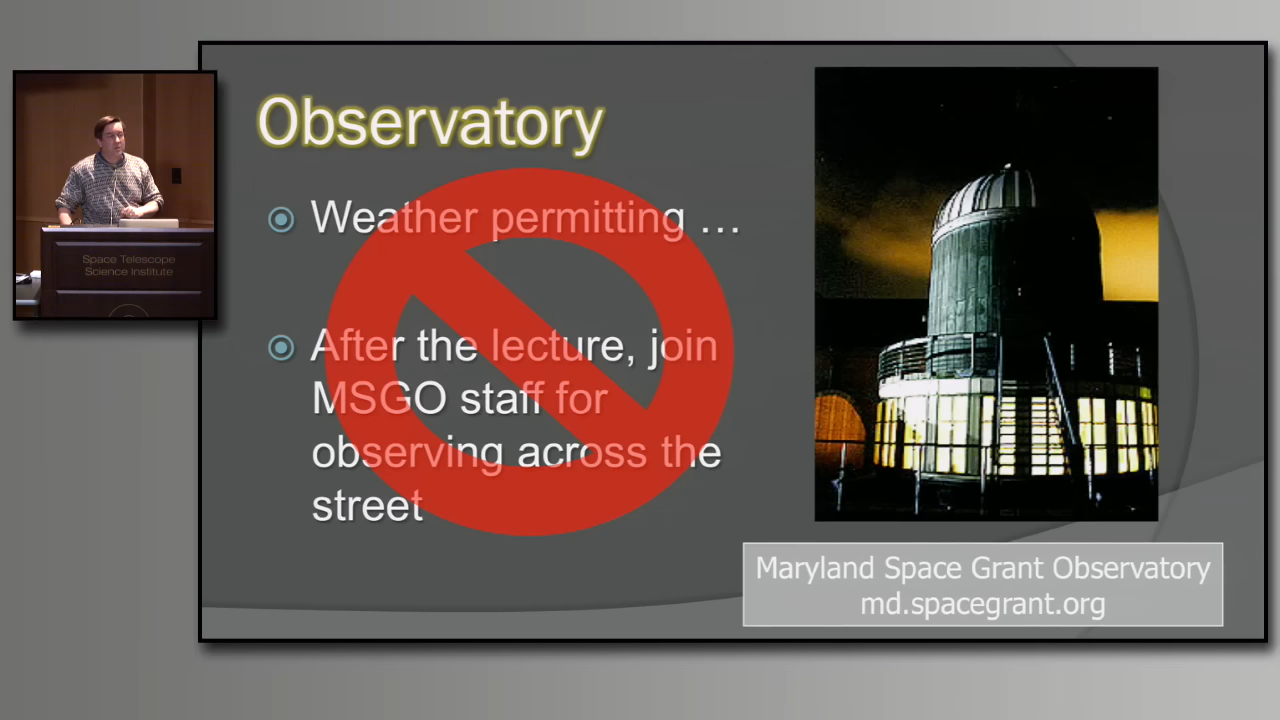 Observatory
Weather permitting …
After the lecture, join
MSGO staff for
observing across the
street
Space Telescope
Science Institute
Maryland Space Grant Observatory
md.spacegrant.org